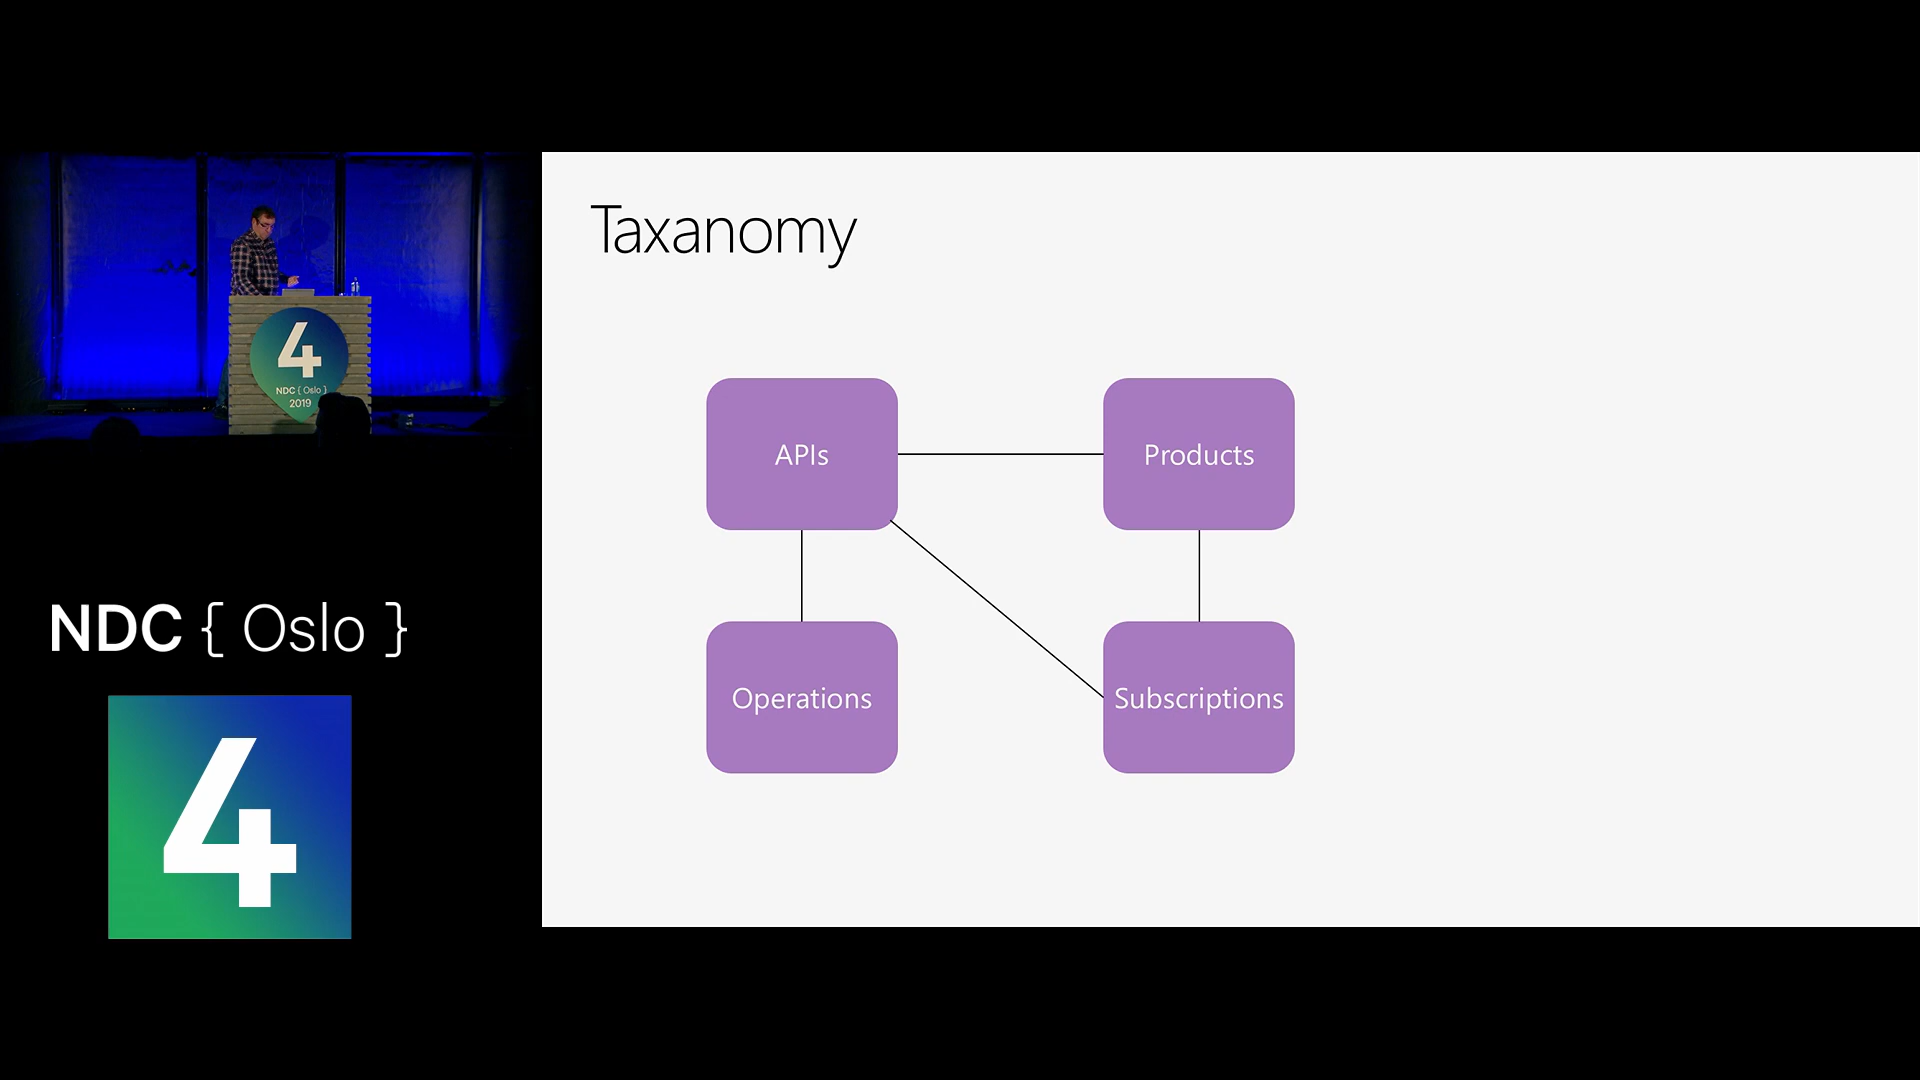 4
NDC { Oslo }
2019
NDC { Oslo }
4
Taxanomy
APIs
Products
Operations
Subscriptions